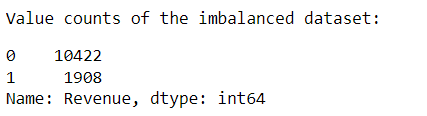 Value counts of the imbalanced dataset:
0    10422
1     1908
Name: Revenue, dtype: int64